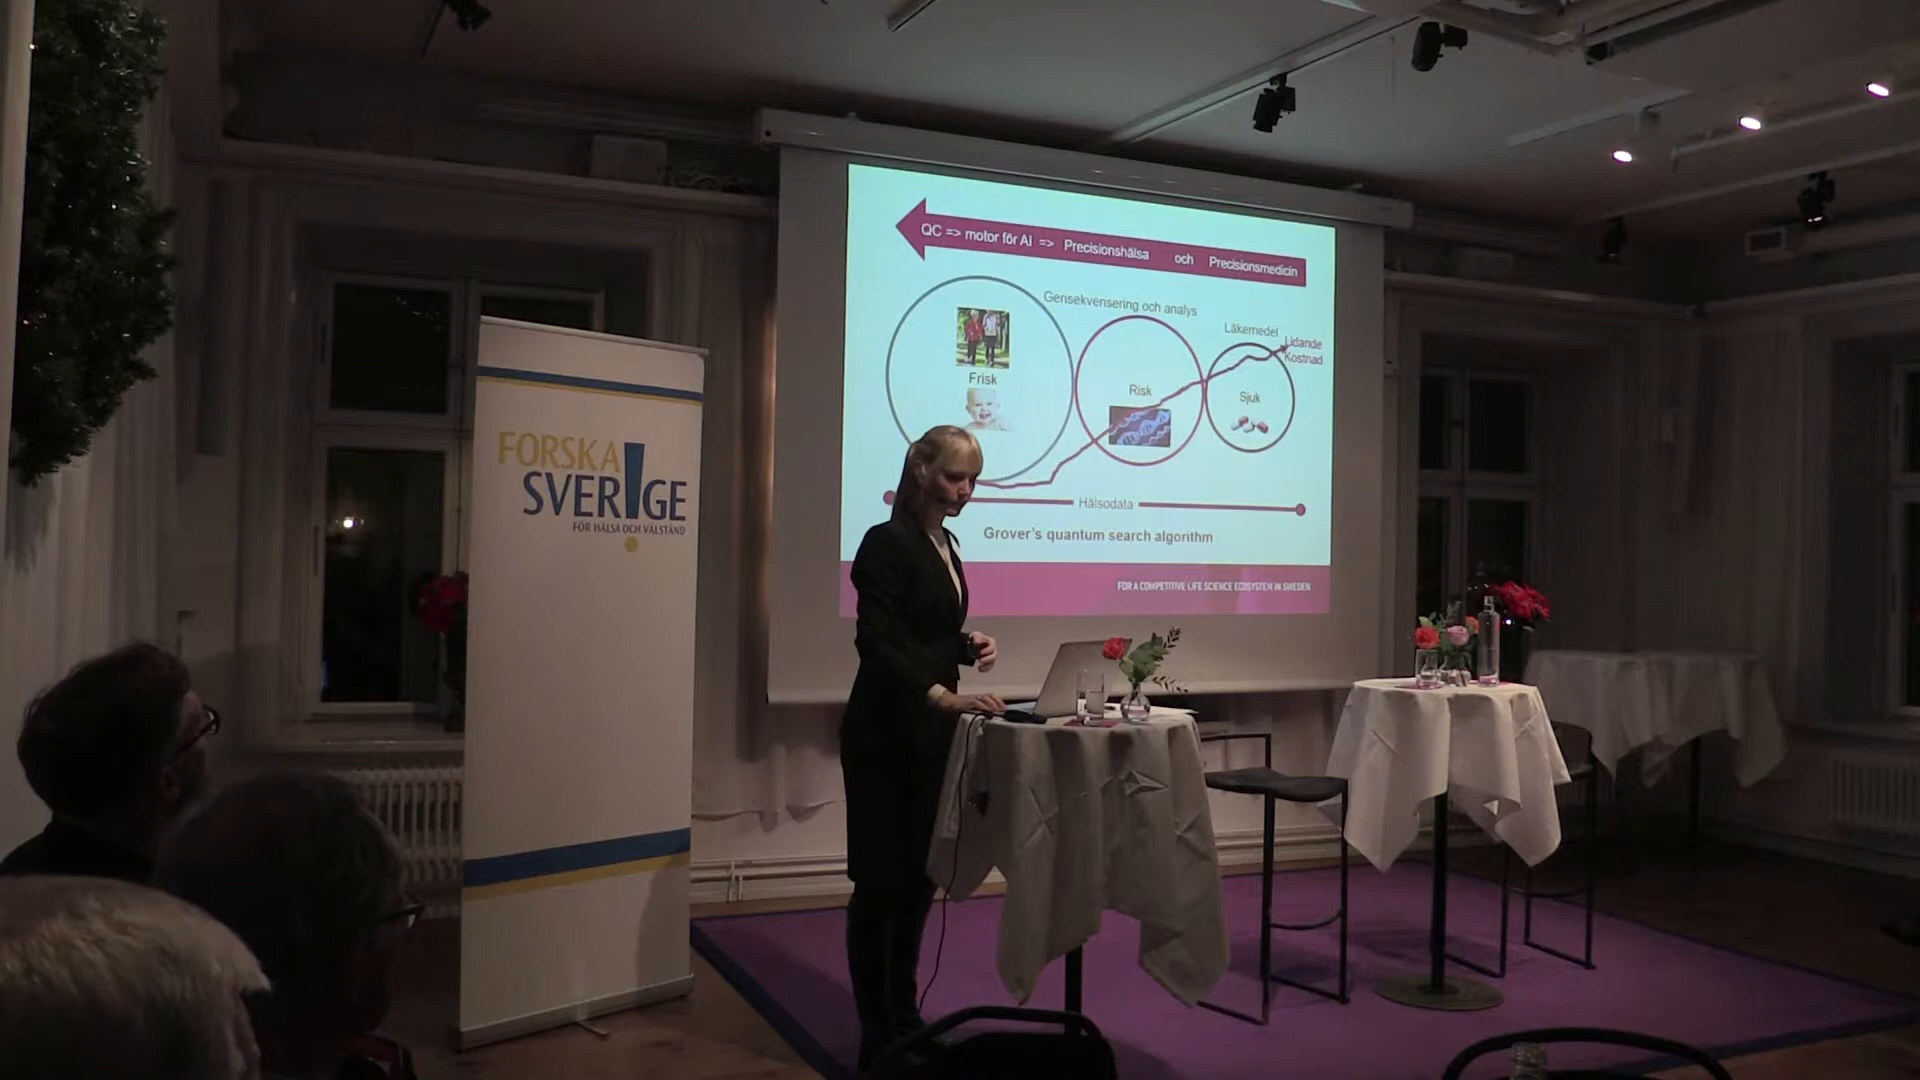 FORSKA
SVER!GE
FÖR HÄLSA OCH VÄLSTÅND
QC => motor för AI => Precisionshälsa och Precisionsmedicin
Gensekvensering och analys
Läkemedel
Lidande
Kostnad
Frisk
Risk
Sjuk
Hälsodata
Grover's quantum search algorithm
FOR A COMPETITIVE LIFE SCIENCE ECOSYSTEM IN SWEDEN